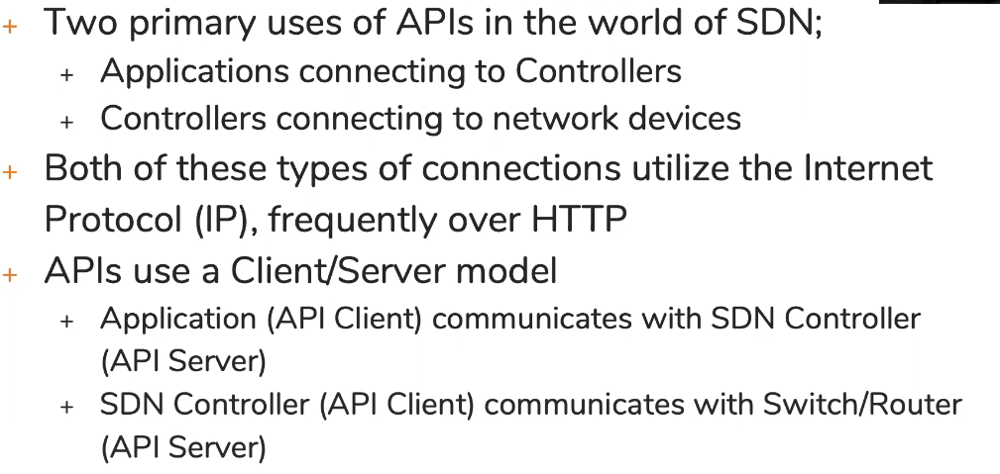 + Two primary uses of APIs in the world of SDN;
+ Applications connecting to Controllers
+ Controllers connecting to network devices
+ Both of these types of connections utilize the Internet
Protocol (IP), frequently over HTTP
+ APIs use a Client/Server model
+ Application (API Client) communicates with SDN Controller
(API Server)
+ SDN Controller (API Client) communicates with Switch/Router
(API Server)